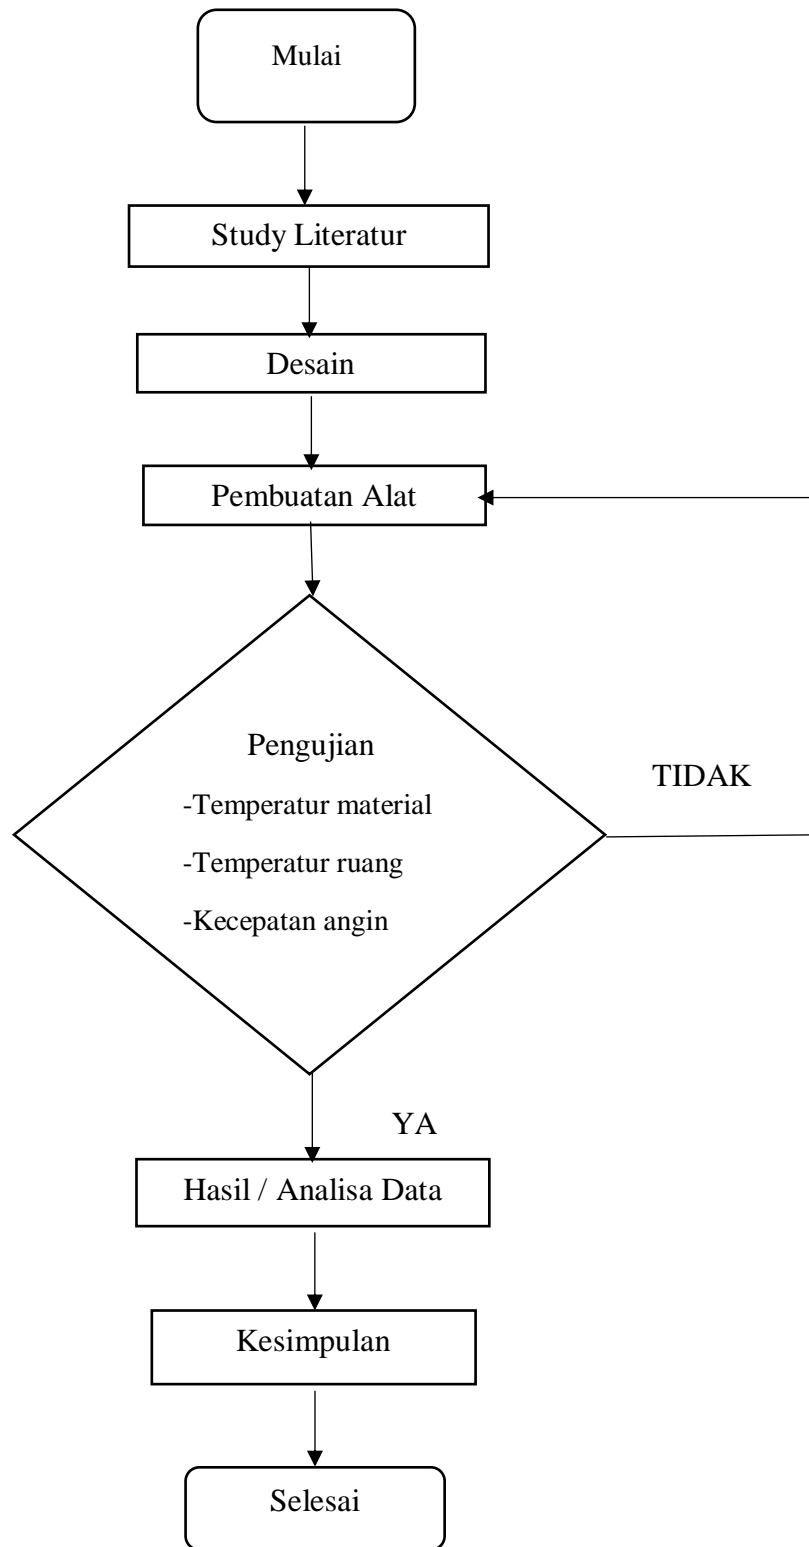 Mulai
Study Literatur
Desain
Pembuatan Alat
Pengujian
-Temperatur material
-Temperatur ruang
-Kecepatan angin
TIDAK
YA
Hasil / Analisa Data
Kesimpulan
Selesai